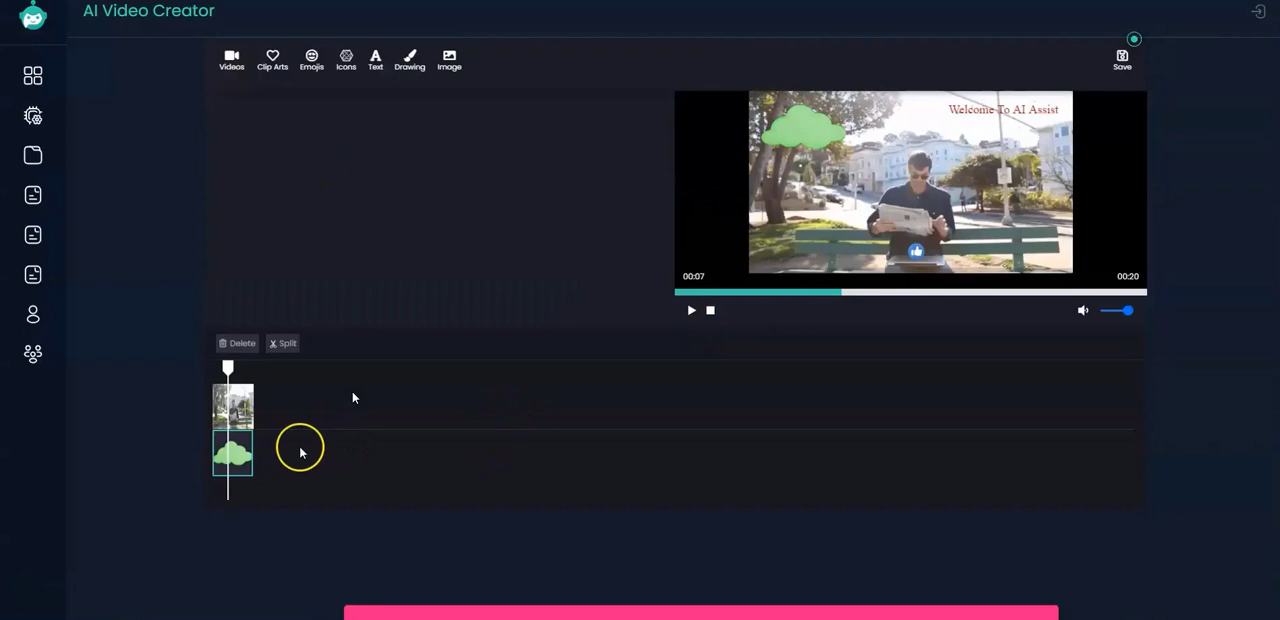 AI Video Creator
Videos
Clip Arts
Emojis
Icons
Text
Drawing
Image
Save
Welcome To AI Assist
00:07
00:20
Delete
Split